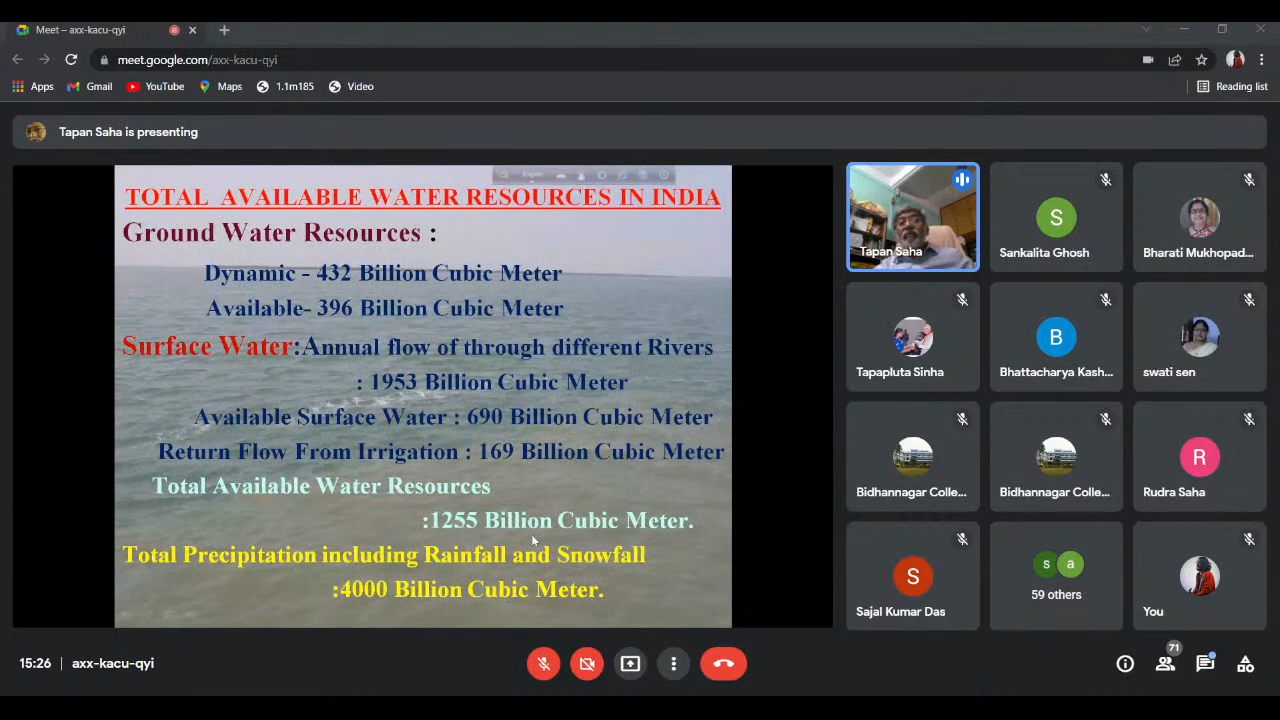 Meet – axx-kacu-qyi
meet.google.com/axx-kacu-qyi
Apps Gmail YouTube Maps 1.1m185 Video Reading list
Tapan Saha is presenting
TOTAL AVAILABLE WATER RESOURCES IN INDIA
Ground Water Resources :
Dynamic - 432 Billion Cubic Meter
Available- 396 Billion Cubic Meter
Surface Water:Annual flow of through different Rivers
: 1953 Billion Cubic Meter
Available Surface Water : 690 Billion Cubic Meter
Return Flow From Irrigation : 169 Billion Cubic Meter
Total Available Water Resources
:1255 Billion Cubic Meter.
Total Precipitation including Rainfall and Snowfall
:4000 Billion Cubic Meter.
Tapan Saha
S
Sankalita Ghosh
Bharati Mukhopad...
Tapapluta Sinha
B
Bhattacharya Kash...
swati sen
Bidhannagar Colle...
Bidhannagar Colle...
R
Rudra Saha
S
Sajal Kumar Das
s a
59 others
You
15:26 | axx-kacu-qyi
71